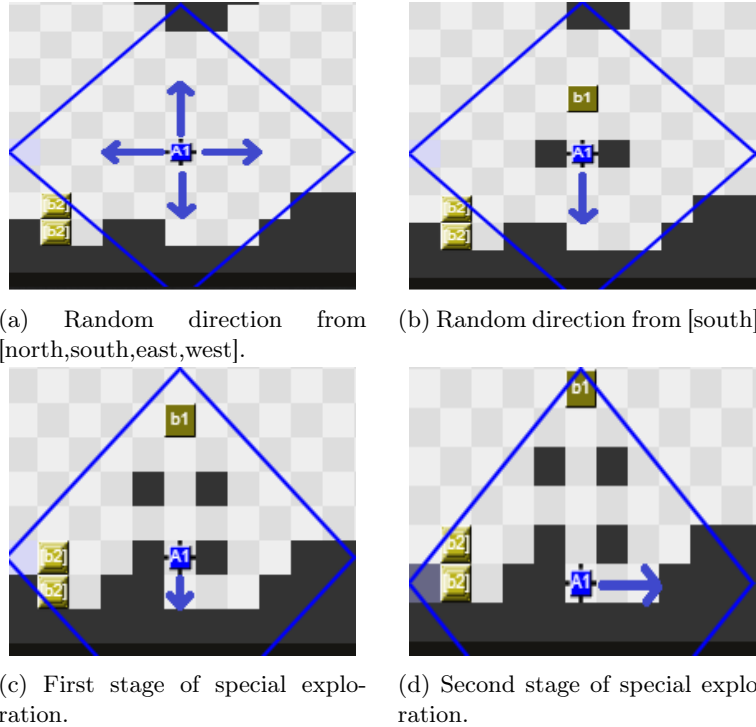 A1
[b2]
[b2]
b1
A1
[b2]
[b2]
(a) Random direction from
[north,south,east,west].
(b) Random direction from [south]
b1
A1
[b2]
[b2]
b1
A1
[b2]
[b2]
(c) First stage of special explo-
ration.
(d) Second stage of special explo
ration.